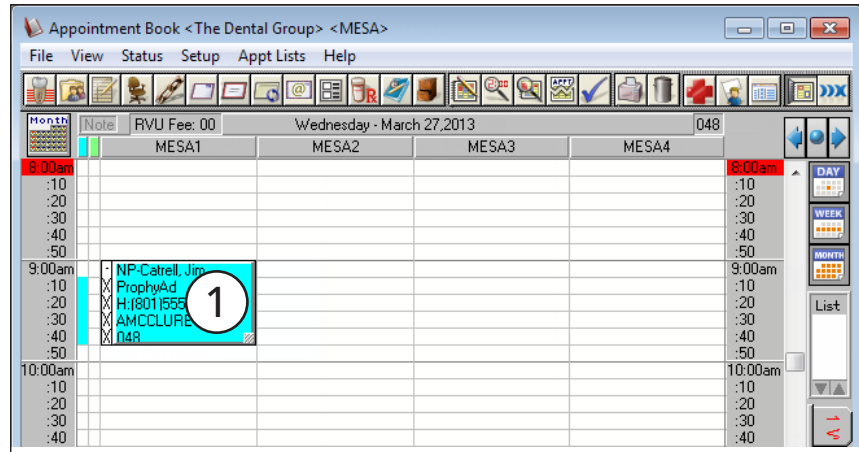 Appointment Book <The Dental Group> <MESA>
File View Status Setup Appt Lists Help
Month Note RVU Fee: 00 Wednesday - March 27,2013 048
MESA1 MESA2 MESA3 MESA4
8:00am 8:00am DAY
:10 :10
:20 :20
:30 :30 WEEK
:40 :40
:50 :50 MONTH
9:00am - NP-Catrell, Jim 9:00am
:10 X ProphyAd :10
:20 X H:(801)555 1 :20 List
:30 X AMCCLURE :30
:40 X 048 :40
:50 :50
10:00am 10:00am
:10 :10
:20 :20
:30 :30
:40 :40